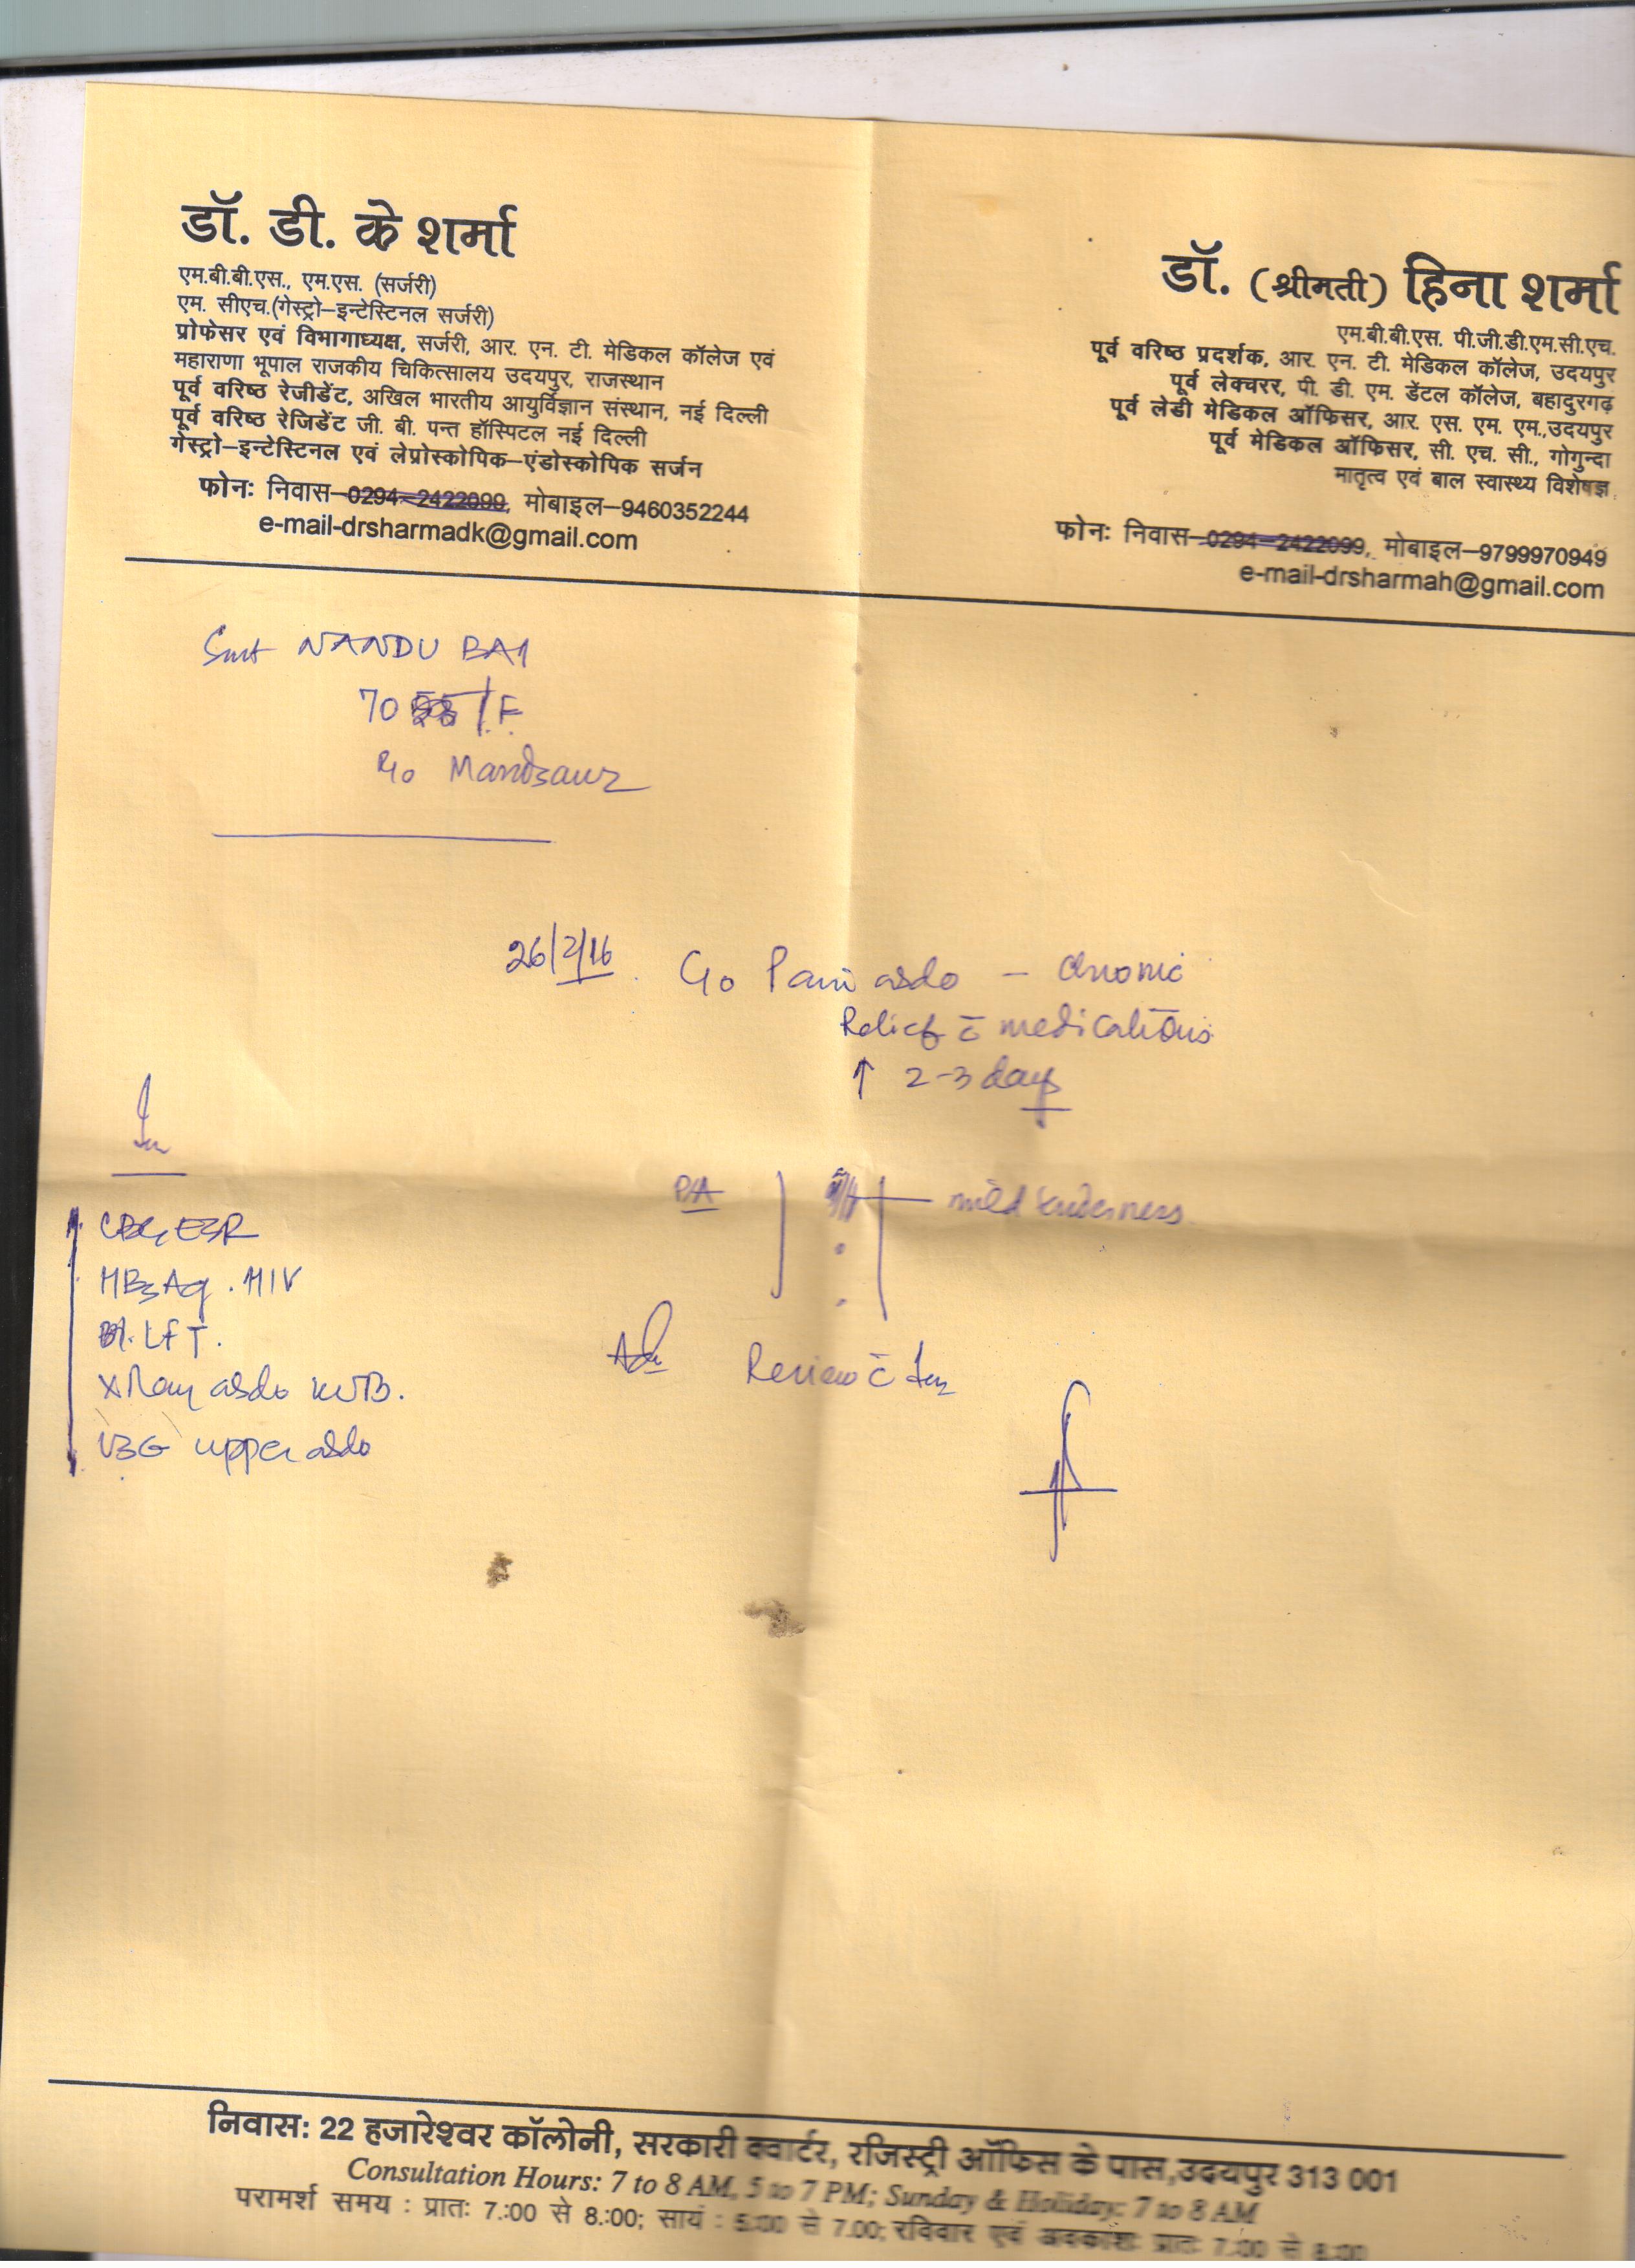 डॉ. डी. के शर्मा
एम.बी.बी.एस., एम.एस. (सर्जरी)
एम. सीएच.(गेस्ट्रो–इन्टेस्टिनल सर्जरी)
प्रोफेसर एवं विभागाध्यक्ष, सर्जरी, आर. एन. टी. मेडिकल कॉलेज एवं
महाराणा भूपाल राजकीय चिकित्सालय उदयपुर, राजस्थान
पूर्व वरिष्ठ रेजीडेंट, अखिल भारतीय आयुर्विज्ञान संस्थान, नई दिल्ली
पूर्व वरिष्ठ रेजिडेंट जी. बी. पन्त हॉस्पिटल नई दिल्ली
गेस्ट्रो–इन्टेस्टिनल एवं लेप्रोस्कोपिक–एंडोस्कोपिक सर्जन
फोनः निवास–0294–2422099, मोबाइल–9460352244
e-mail-drsharmadk@gmail.com
डॉ. (श्रीमती) हिना शर्मा
एम.बी.बी.एस. पी.जी.डी.एम.सी.एच.
पूर्व वरिष्ठ प्रदर्शक, आर. एन. टी. मेडिकल कॉलेज, उदयपुर
पूर्व लेक्चरर, पी. डी. एम. डेंटल कॉलेज, बहादुरगढ़
पूर्व लेडी मेडिकल ऑफिसर, आर. एस. एम. एम.,उदयपुर
पूर्व मेडिकल ऑफिसर, सी. एच. सी., गोगुन्दा
मातृत्व एवं बाल स्वास्थ्य विशेषज्ञ
फोनः निवास–0294–2422099, मोबाइल–9799970949
e-mail-drsharmah@gmail.com
Smt NANDU BAI
70 /F
R/o Mandsaur
26/2/16. C/o Pain abdo – chronic
Relief c̄ medications
↑ 2-3 days
Inv
CBC, ESR
HBsAg. HIV
Bl. LFT.
X Ray abdo KUB.
USG upper abdo
P/A mild tenderness
Adv Review c̄ Inv
निवास: 22 हजारेश्वर कॉलोनी, सरकारी क्वार्टर, रजिस्ट्री ऑफिस के पास,उदयपुर 313 001
Consultation Hours: 7 to 8 AM, 5 to 7 PM; Sunday & Holiday: 7 to 8 AM
परामर्श समय : प्रातः 7.:00 से 8.:00; सायं : 5:00 से 7.00; रविवार एवं अवकाशः प्रातः 7.:00 से 8:00